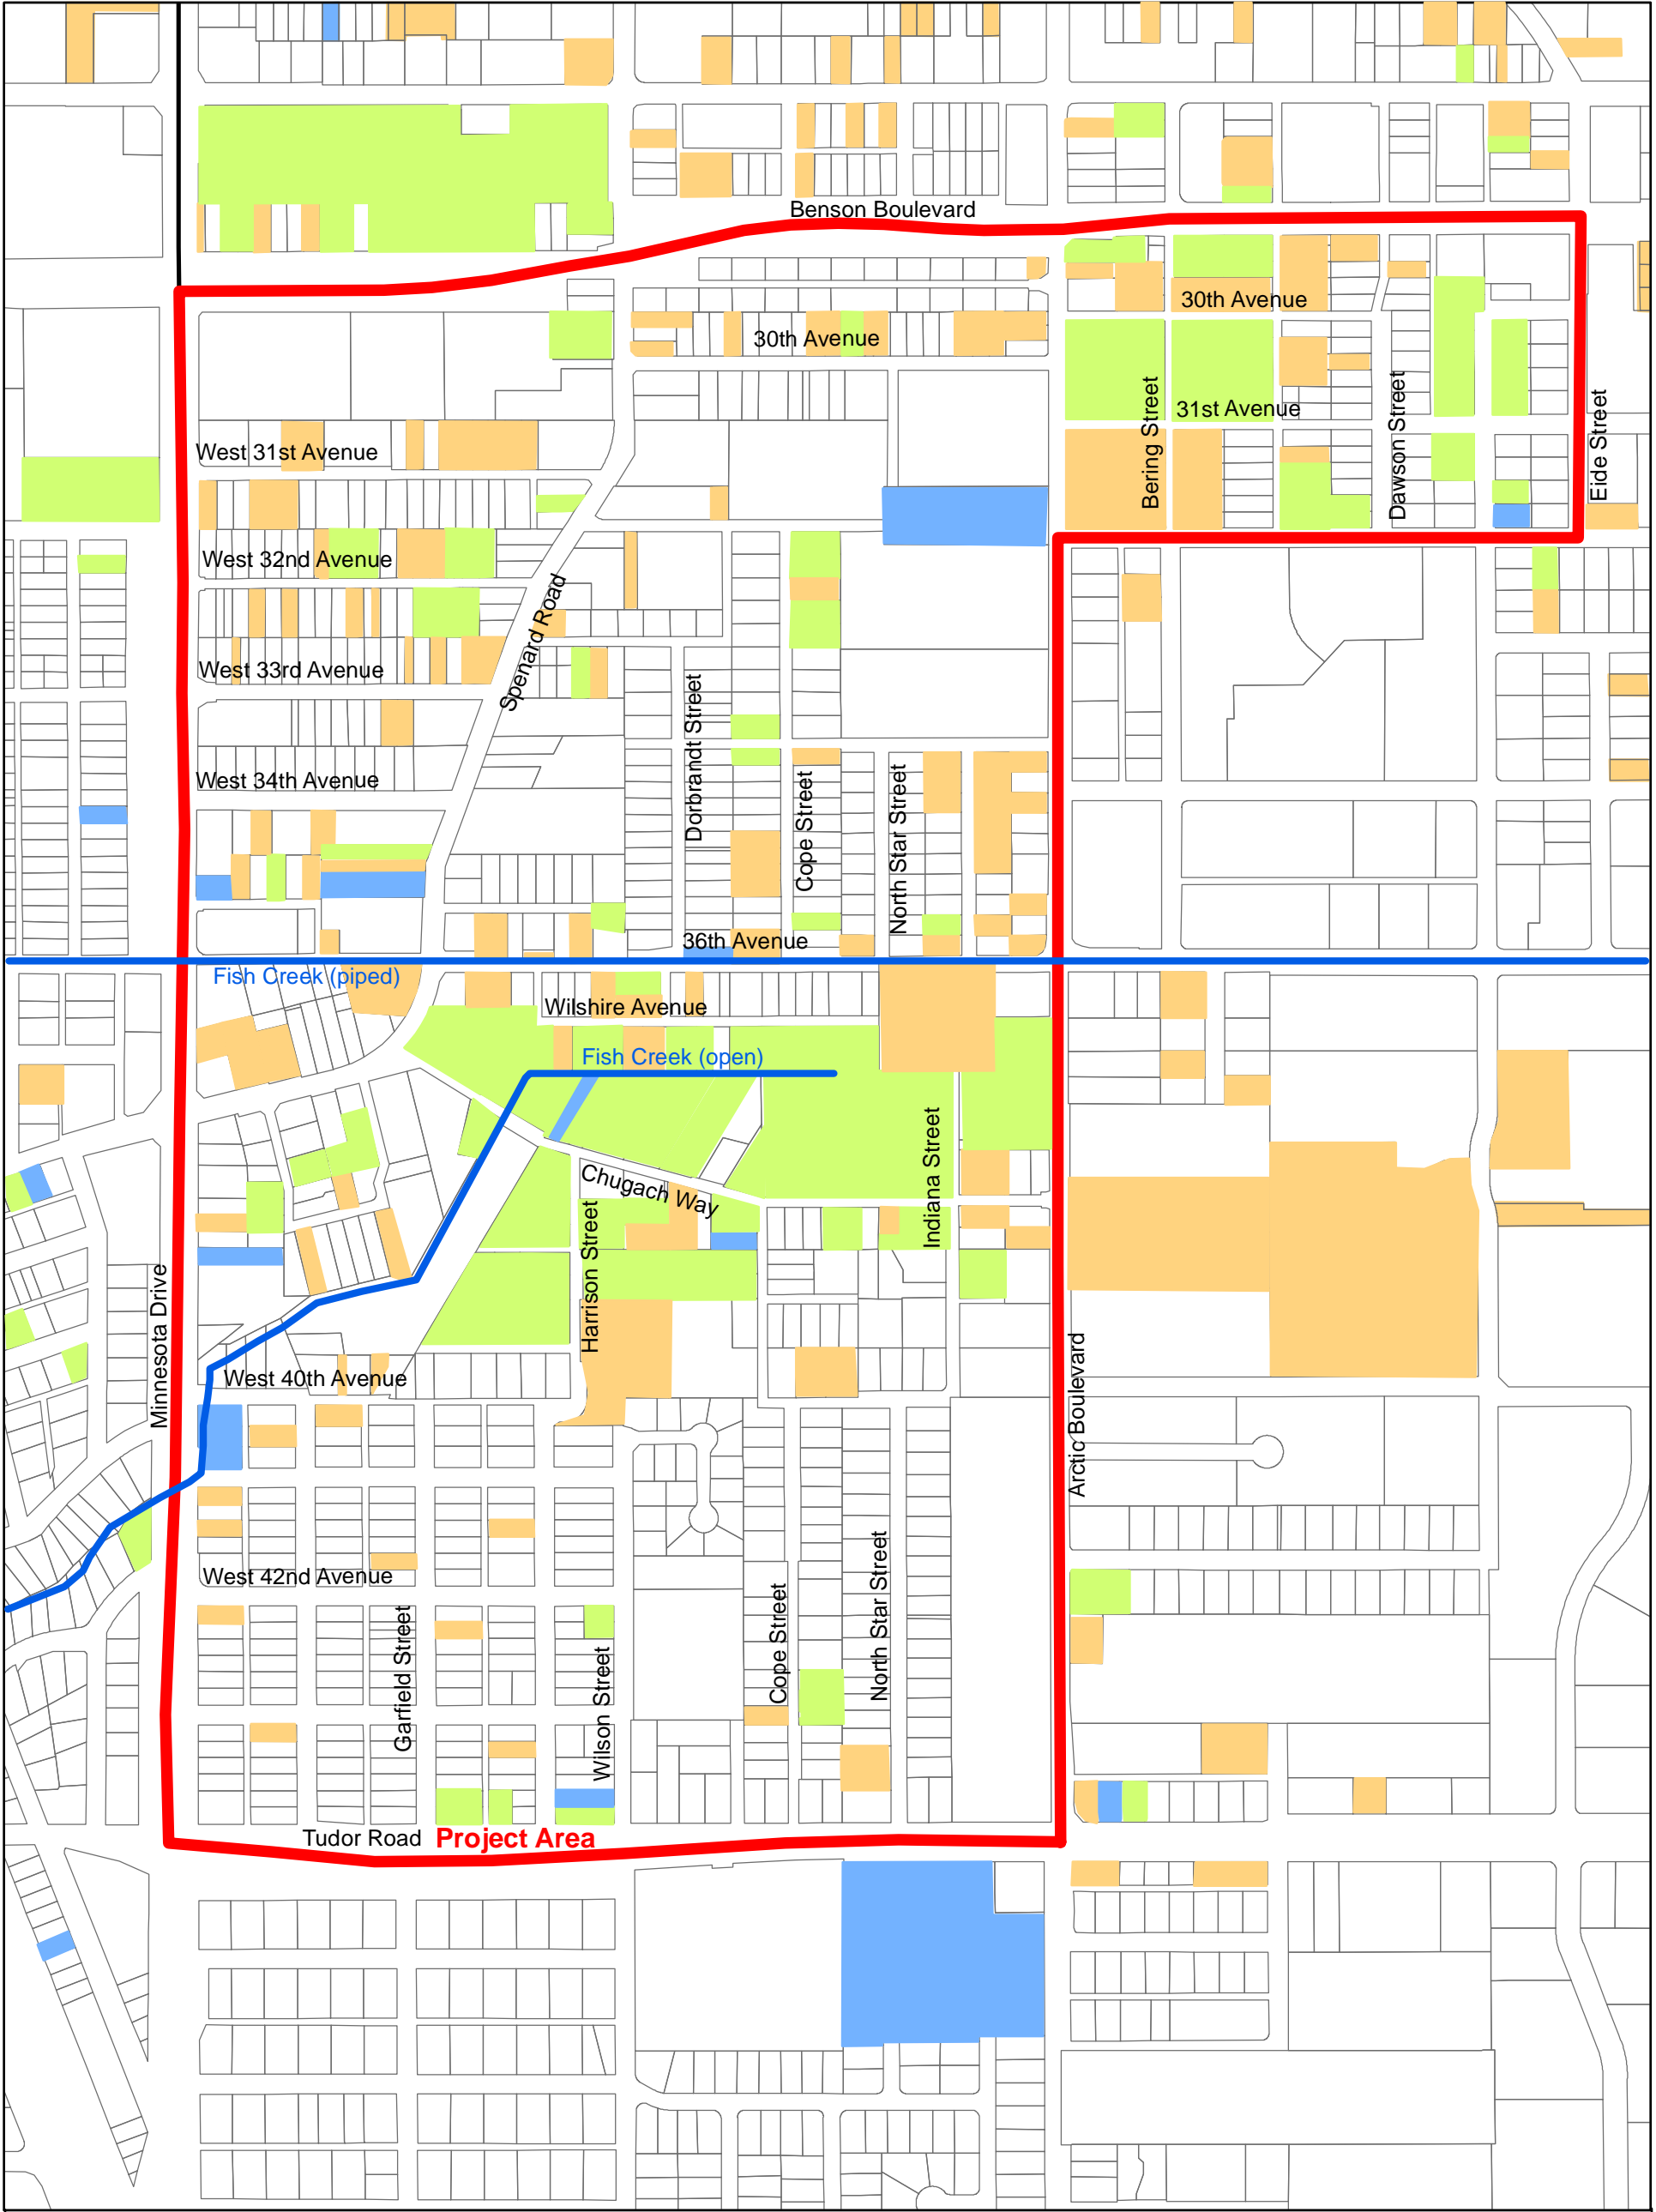 Benson Boulevard
30th Avenue
30th Avenue
Bering Street
31st Avenue
Dawson Street
Eide Street
West 31st Avenue
West 32nd Avenue
Spenard Road
West 33rd Avenue
Dorbrandt Street
West 34th Avenue
Cope Street
North Star Street
36th Avenue
Fish Creek (piped)
Wilshire Avenue
Fish Creek (open)
Chugach Way
Indiana Street
Harrison Street
Minnesota Drive
West 40th Avenue
Arctic Boulevard
West 42nd Avenue
Garfield Street
Wilson Street
Cope Street
North Star Street
Tudor Road
Project Area